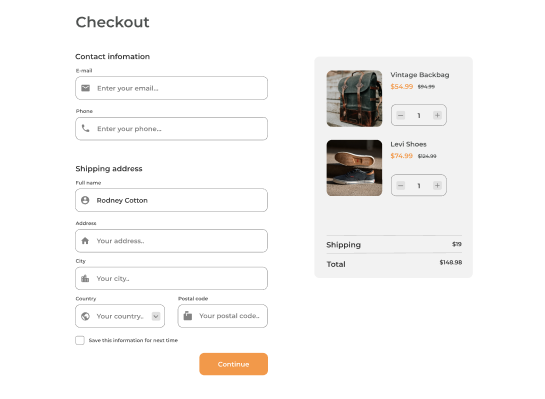 Checkout
Contact infomation
E-mail
Enter your email...
Phone
Enter your phone...
Shipping address
Full name
Rodney Cotton
Address
Your address..
City
Your city..
Country
Postal code
Your country..
Your postal code..
Save this information for next time
Continue
Vintage Backbag
$54.99 $94.99
1
Levi Shoes
$74.99 $124.99
1
Shipping $19
Total $148.98